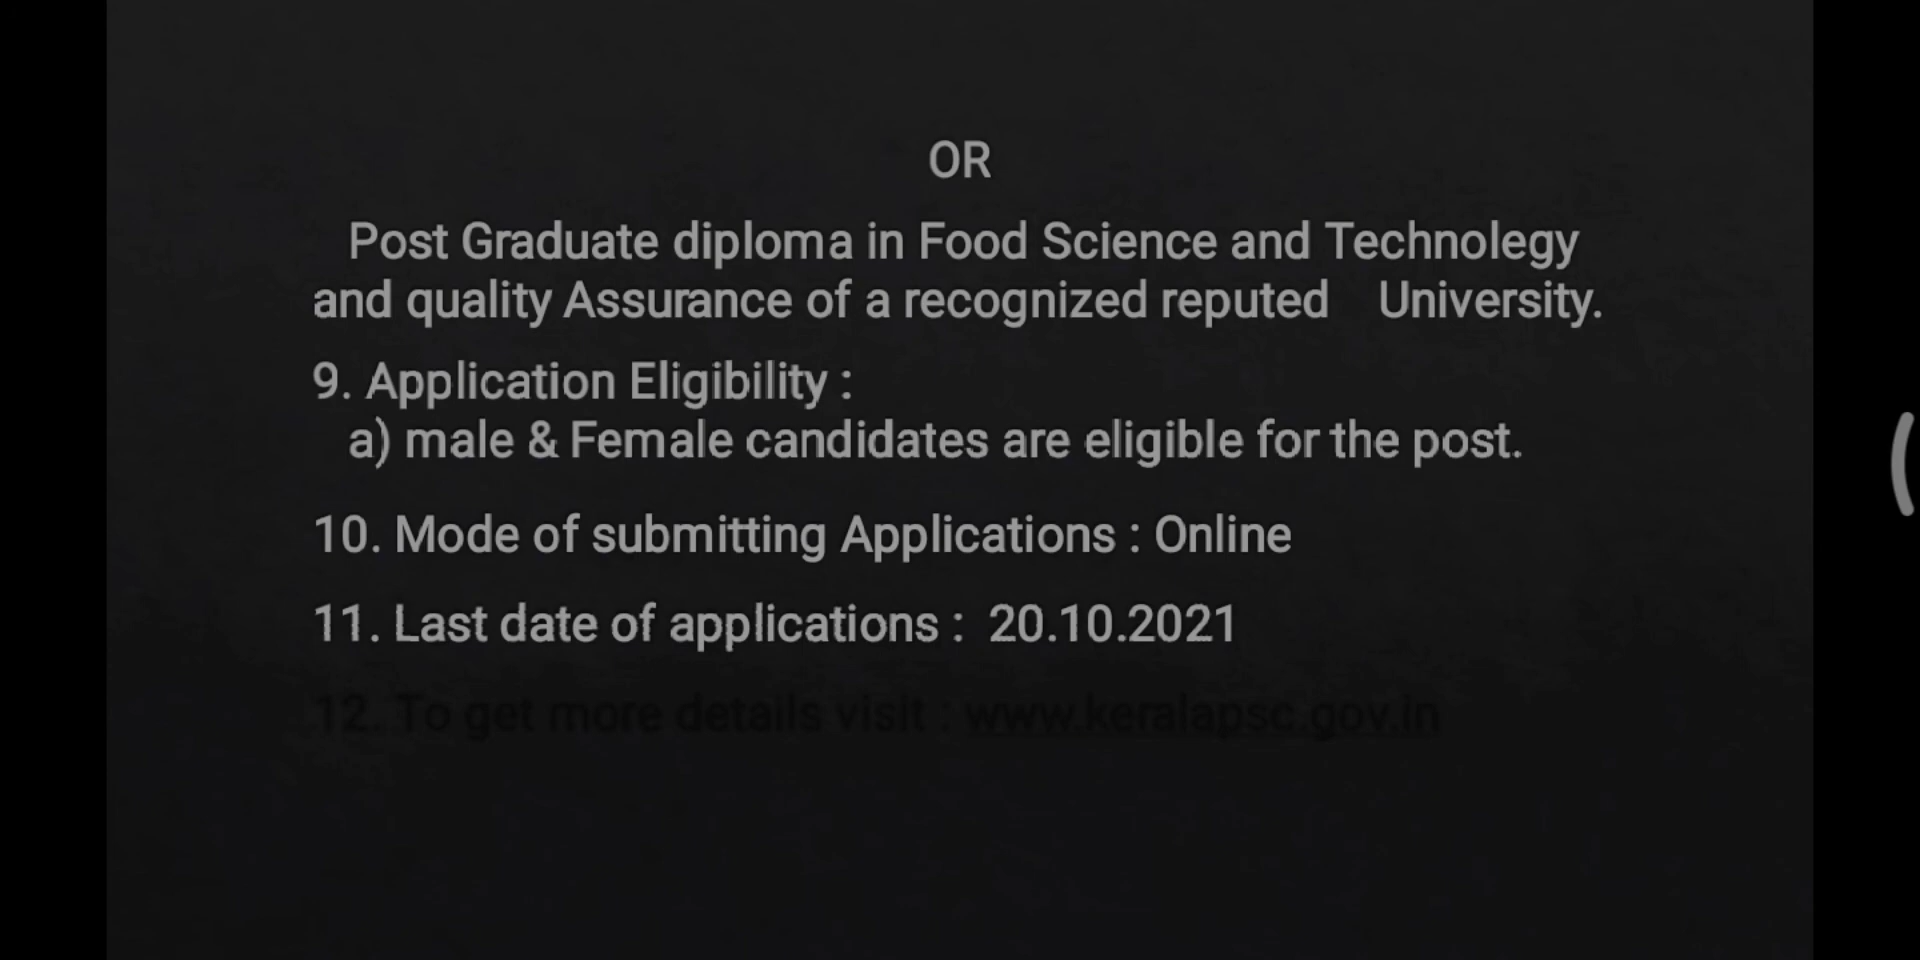 OR
Post Graduate diploma in Food Science and Technolegy
and quality Assurance of a recognized reputed University.
9. Application Eligibility :
a) male & Female candidates are eligible for the post.
10. Mode of submitting Applications : Online
11. Last date of applications : 20.10.2021
12. To get more details visit : www.keralapsc.gov.in